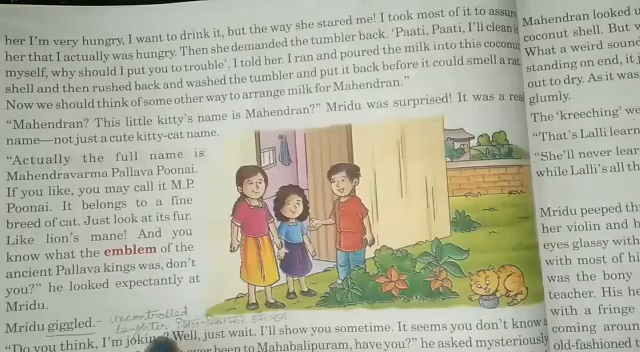 her I'm very hungry, I want to drink it, but the way she stared me! I took most of it to assure
her that I actually was hungry. Then she demanded the tumbler back. 'Paati, Paati, I'll clean it
myself, why should I put you to trouble', I told her. I ran and poured the milk into this coconut
shell and then rushed back and washed the tumbler and put it back before it could smell a rat.
Now we should think of some other way to arrange milk for Mahendran."
"Mahendran? This little kitty's name is Mahendran?" Mridu was surprised! It was a real
name—not just a cute kitty-cat name.
"Actually the full name is
Mahendravarma Pallava Poonai.
If you like, you may call it M.P.
Poonai. It belongs to a fine
breed of cat. Just look at its fur.
Like lion's mane! And you
know what the emblem of the
ancient Pallava kings was, don't
you?" he looked expectantly at
Mridu.
Mridu giggled.
uncontrolled
laughter
"Do you think, I'm joking? Well, just wait. I'll show you sometime. It seems you don't know
been to Mahabalipuram, have you?" he asked mysteriously
Mahendran looked
coconut shell. But
What a weird soun
standing on end, it
out to dry. As it was
glumly.
The 'kreeching' we
"That's Lalli learn
"She'll never lear
while Lalli's all th
Mridu peeped th
her violin and b
eyes glassy with
with most of hi
was the bony
teacher. His he
with a fringe
coming aroun
old-fashioned